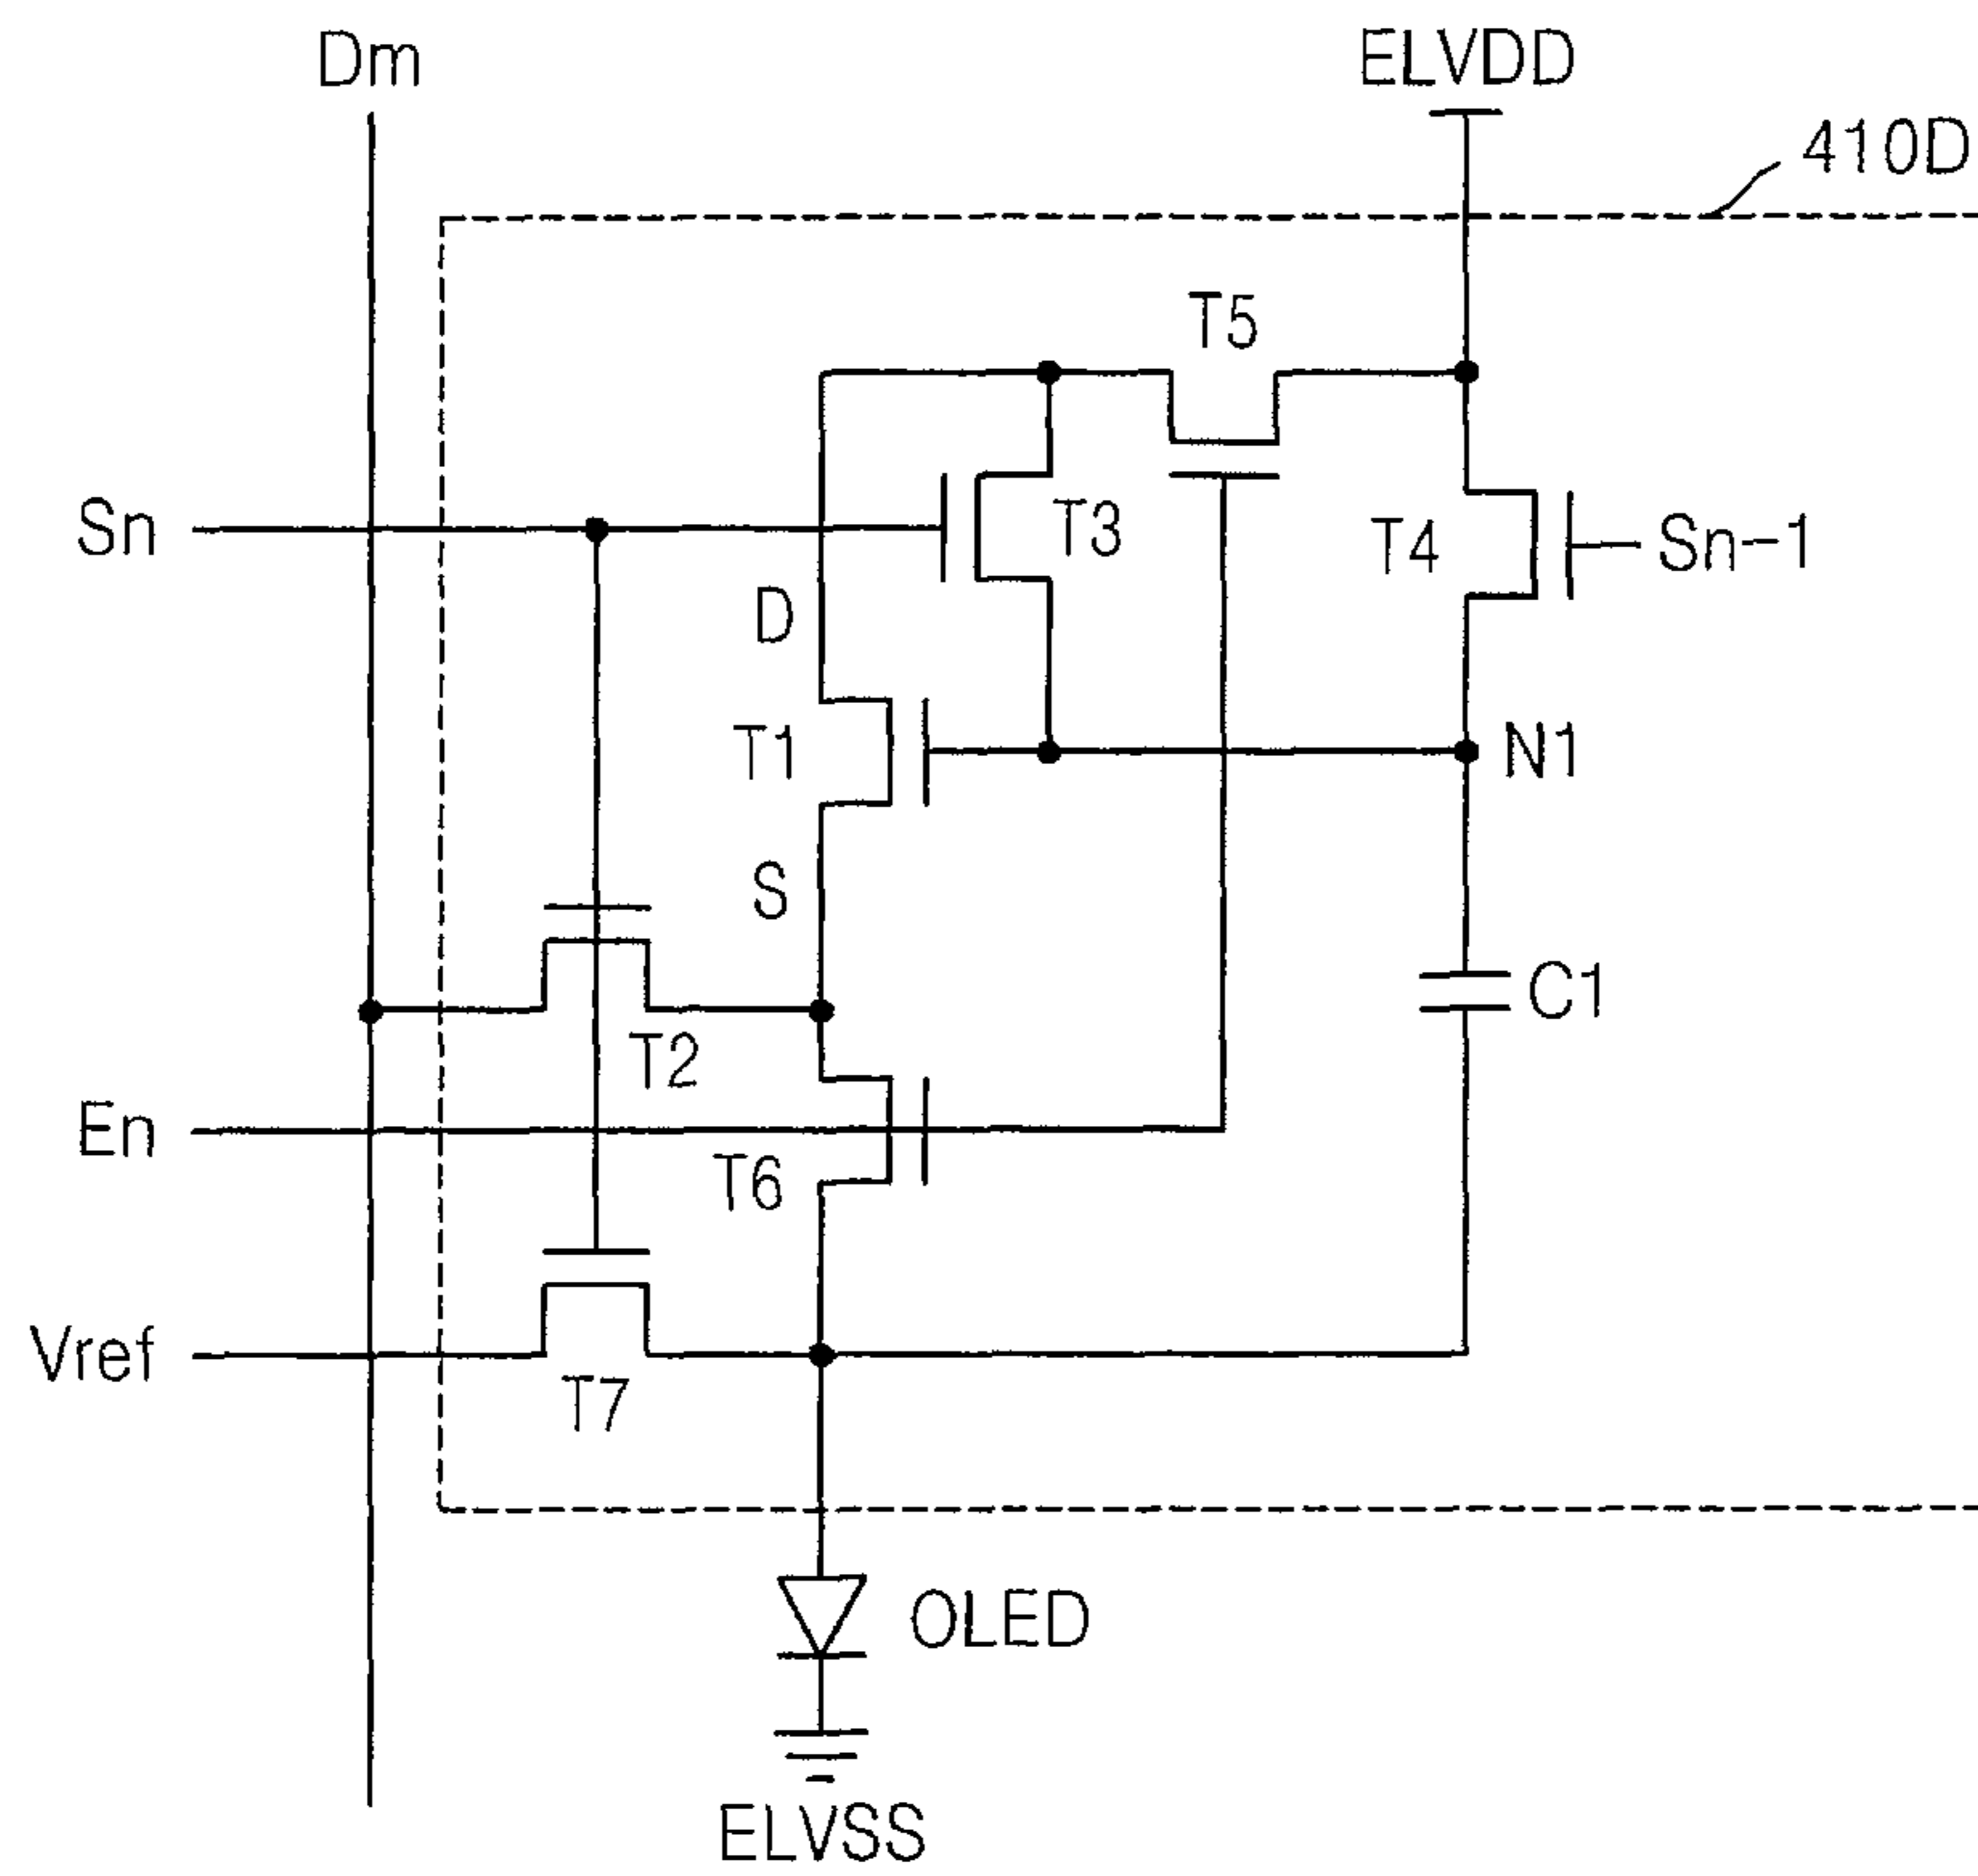 Dm
ELVDD
410D
T5
Sn
T3
T4
Sn-1
D
T1
N1
S
C1
T2
En
T6
Vref
T7
OLED
ELVSS